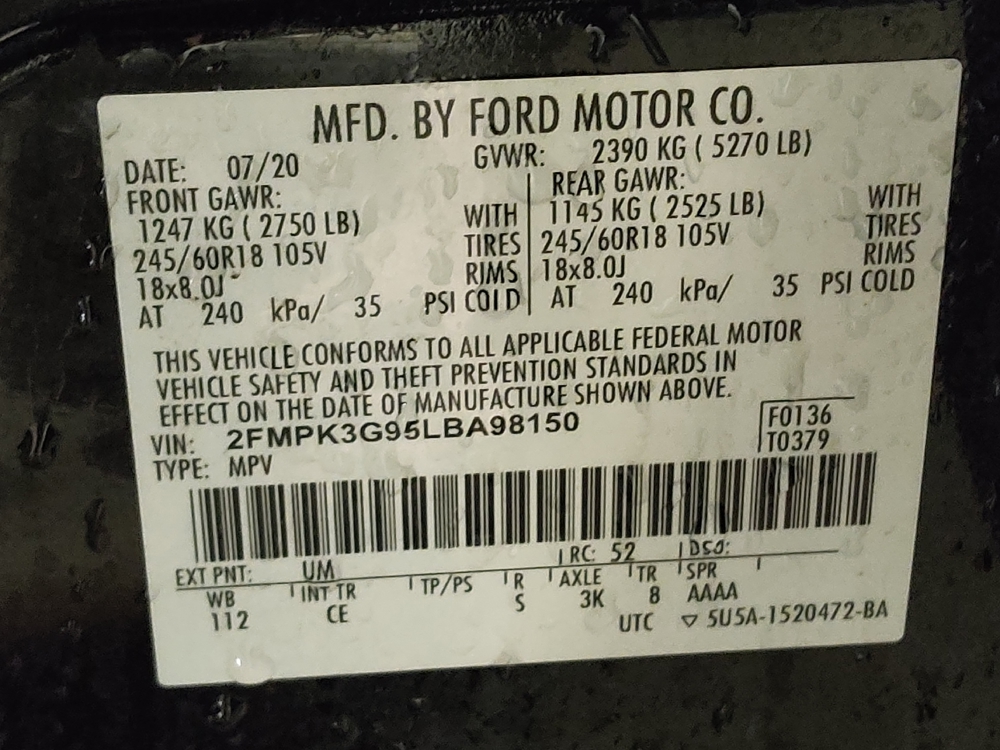 MFD. BY FORD MOTOR CO.
DATE: 07/20 GVWR: 2390 KG ( 5270 LB)
FRONT GAWR: REAR GAWR:
1247 KG ( 2750 LB) WITH 1145 KG ( 2525 LB) WITH
245/60R18 105V TIRES 245/60R18 105V TIRES
18x8.0J RIMS 18x8.0J RIMS
AT 240 kPa/ 35 PSI COLD AT 240 kPa/ 35 PSI COLD
THIS VEHICLE CONFORMS TO ALL APPLICABLE FEDERAL MOTOR
VEHICLE SAFETY AND THEFT PREVENTION STANDARDS IN
EFFECT ON THE DATE OF MANUFACTURE SHOWN ABOVE.
VIN: 2FMPK3G95LBA98150 F0136
TYPE: MPV T0379
EXT PNT: UM RC: 52 DSO:
WB INT TR TP/PS R AXLE TR SPR
112 CE S 3K 8 AAAA
UTC ▽ 5U5A-1520472-BA